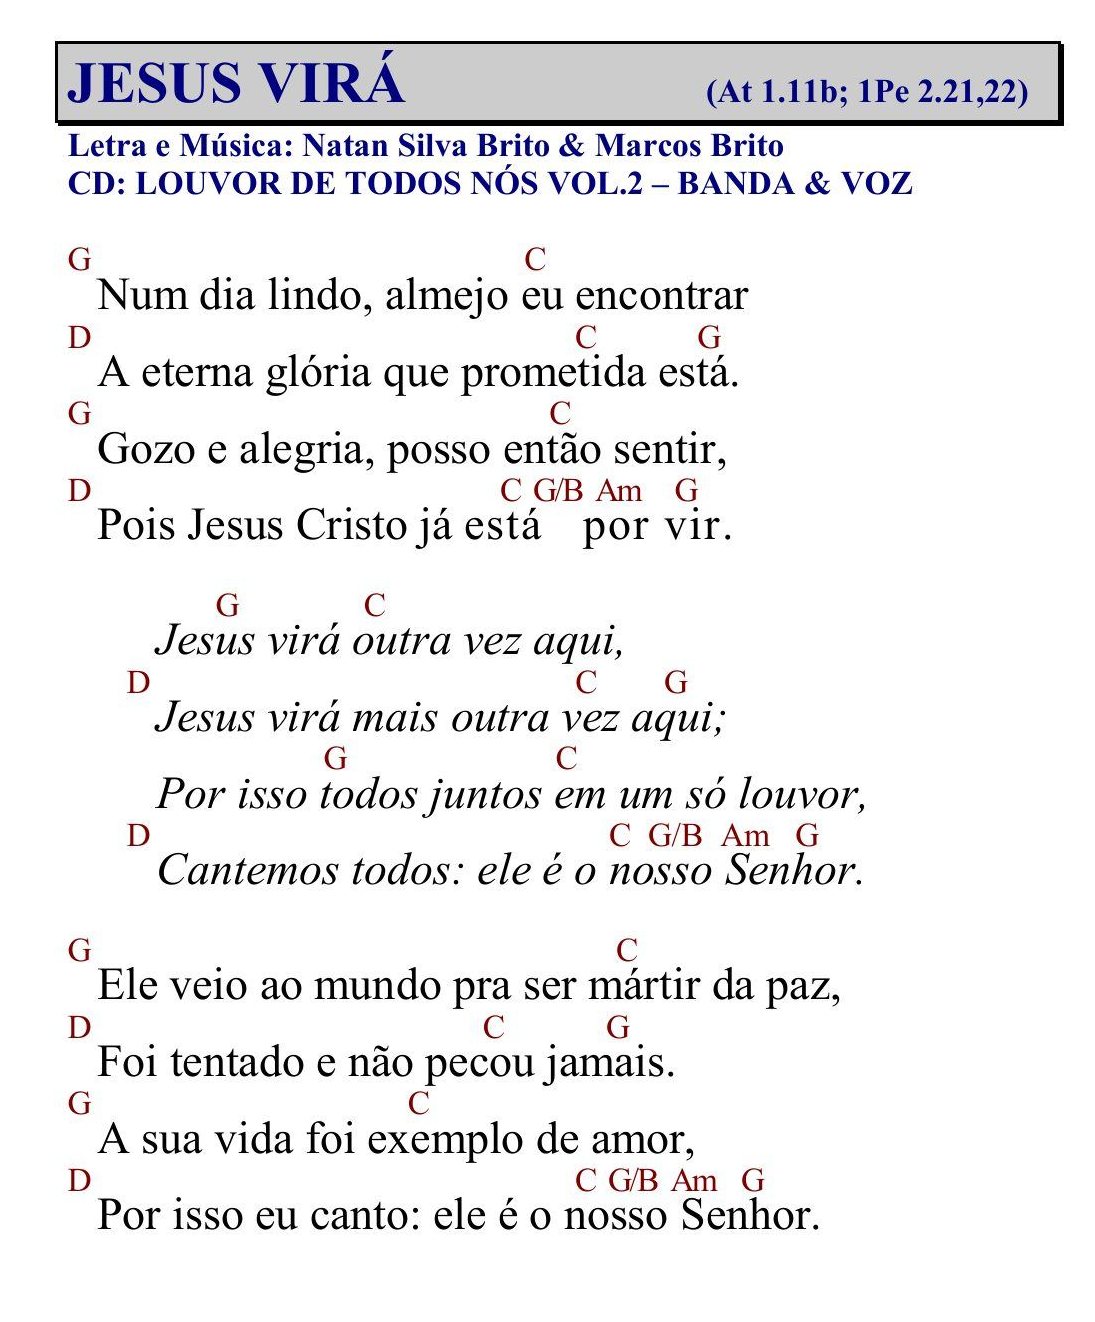 JESUS VIRÁ (At 1.11b; 1Pe 2.21,22)
Letra e Música: Natan Silva Brito & Marcos Brito
CD: LOUVOR DE TODOS NÓS VOL.2 – BANDA & VOZ
G C
Num dia lindo, almejo eu encontrar
D C G
A eterna glória que prometida está.
G C
Gozo e alegria, posso então sentir,
D C G/B Am G
Pois Jesus Cristo já está por vir.
G C
Jesus virá outra vez aqui,
D C G
Jesus virá mais outra vez aqui;
G C
Por isso todos juntos em um só louvor,
D C G/B Am G
Cantemos todos: ele é o nosso Senhor.
G C
Ele veio ao mundo pra ser mártir da paz,
D C G
Foi tentado e não pecou jamais.
G C
A sua vida foi exemplo de amor,
D C G/B Am G
Por isso eu canto: ele é o nosso Senhor.